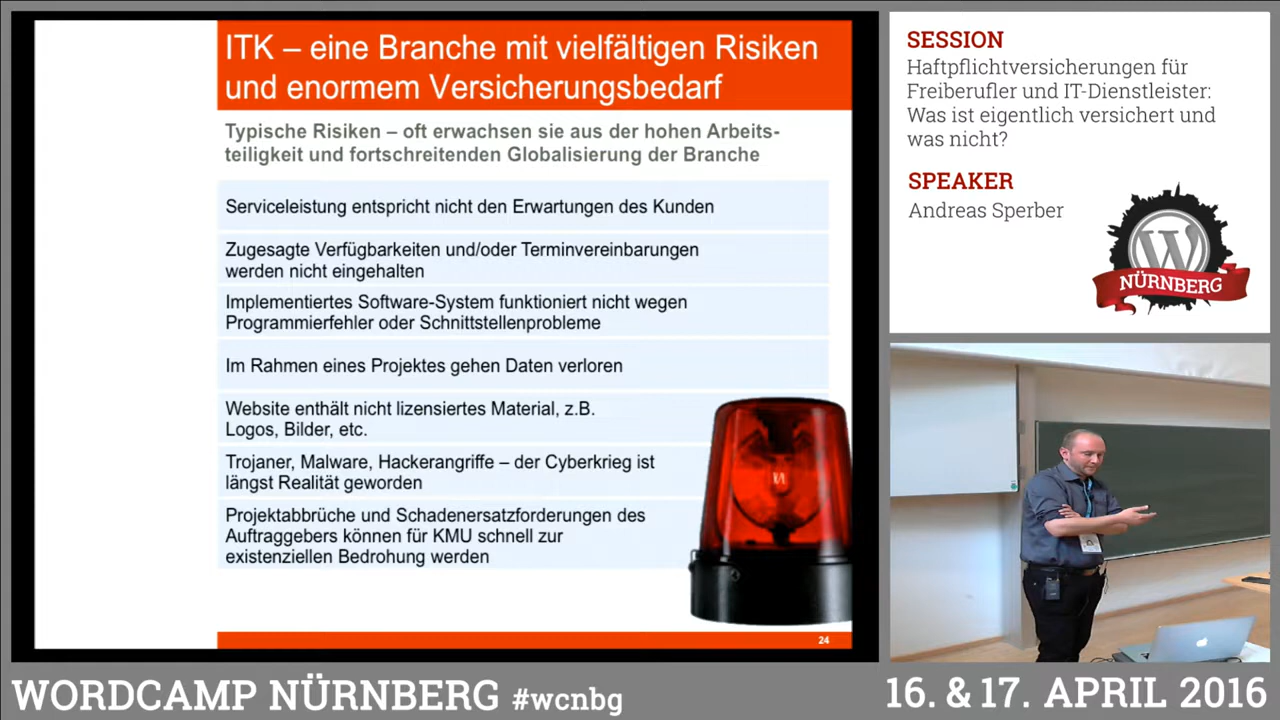 ITK – eine Branche mit vielfältigen Risiken
und enormem Versicherungsbedarf
Typische Risiken – oft erwachsen sie aus der hohen Arbeits-
teiligkeit und fortschreitenden Globalisierung der Branche
Serviceleistung entspricht nicht den Erwartungen des Kunden
Zugesagte Verfügbarkeiten und/oder Terminvereinbarungen
werden nicht eingehalten
Implementiertes Software-System funktioniert nicht wegen
Programmierfehler oder Schnittstellenprobleme
Im Rahmen eines Projektes gehen Daten verloren
Website enthält nicht lizensiertes Material, z.B.
Logos, Bilder, etc.
Trojaner, Malware, Hackerangriffe – der Cyberkrieg ist
längst Realität geworden
Projektabbrüche und Schadenersatzforderungen des
Auftraggebers können für KMU schnell zur
existenziellen Bedrohung werden
24
SESSION
Haftpflichtversicherungen für
Freiberufler und IT-Dienstleister:
Was ist eigentlich versichert und
was nicht?
SPEAKER
Andreas Sperber
W
NÜRNBERG
WORDCAMP NÜRNBERG #wcnbg
16. & 17. APRIL 2016